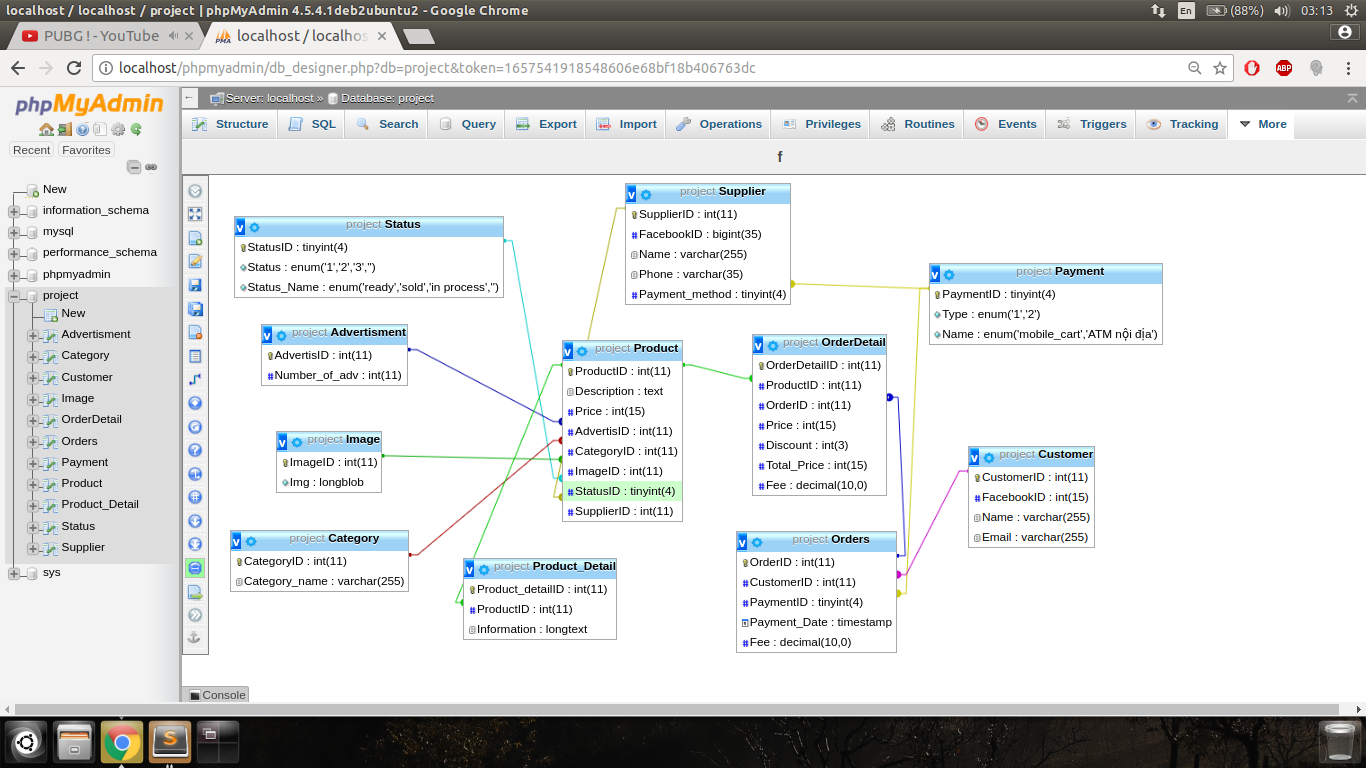 localhost / localhost / project | phpMyAdmin 4.5.4.1deb2ubuntu2 - Google Chrome
En (88%) 03:13
PUBG ! - YouTube
localhost / localhos
localhost/phpmyadmin/db_designer.php?db=project&token=1657541918548606e68bf18b406763dc
ABP
phpMyAdmin
Recent Favorites
New
information_schema
mysql
performance_schema
phpmyadmin
project
New
Advertisment
Category
Customer
Image
OrderDetail
Orders
Payment
Product
Product_Detail
Status
Supplier
sys
Server: localhost » Database: project
Structure SQL Search Query Export Import Operations Privileges Routines Events Triggers Tracking More
f
v project Status
StatusID : tinyint(4)
Status : enum('1','2','3','')
Status_Name : enum('ready','sold','in process','')
v project Supplier
SupplierID : int(11)
FacebookID : bigint(35)
Name : varchar(255)
Phone : varchar(35)
Payment_method : tinyint(4)
v project Payment
PaymentID : tinyint(4)
Type : enum('1','2')
Name : enum('mobile_cart','ATM nội địa')
v project Advertisment
AdvertisID : int(11)
Number_of_adv : int(11)
v project Product
ProductID : int(11)
Description : text
Price : int(15)
AdvertisID : int(11)
CategoryID : int(11)
ImageID : int(11)
StatusID : tinyint(4)
SupplierID : int(11)
v project OrderDetail
OrderDetailID : int(11)
ProductID : int(11)
OrderID : int(11)
Price : int(15)
Discount : int(3)
Total_Price : int(15)
Fee : decimal(10,0)
v project Image
ImageID : int(11)
Img : longblob
v project Customer
CustomerID : int(11)
FacebookID : int(15)
Name : varchar(255)
Email : varchar(255)
v project Category
CategoryID : int(11)
Category_name : varchar(255)
v project Product_Detail
Product_detailID : int(11)
ProductID : int(11)
Information : longtext
v project Orders
OrderID : int(11)
CustomerID : int(11)
PaymentID : tinyint(4)
Payment_Date : timestamp
Fee : decimal(10,0)
Console